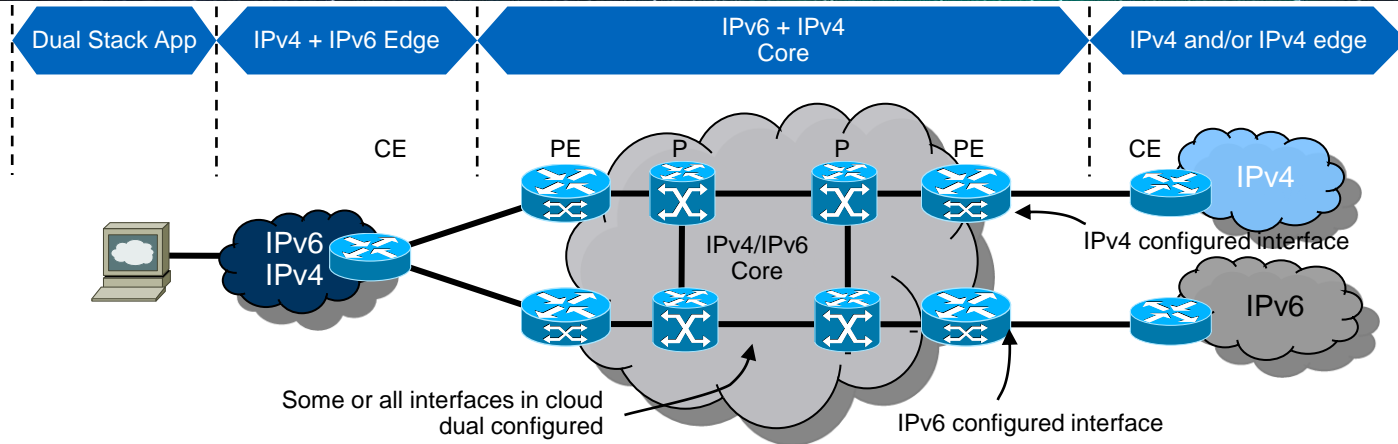 Dual Stack App
IPv4 + IPv6 Edge
IPv6 + IPv4
Core
IPv4 and/or IPv4 edge
CE
PE
P
P
PE
CE
IPv4
IPv6
IPv4
IPv4/IPv6
Core
IPv4 configured interface
IPv6
Some or all interfaces in cloud
dual configured
IPv6 configured interface